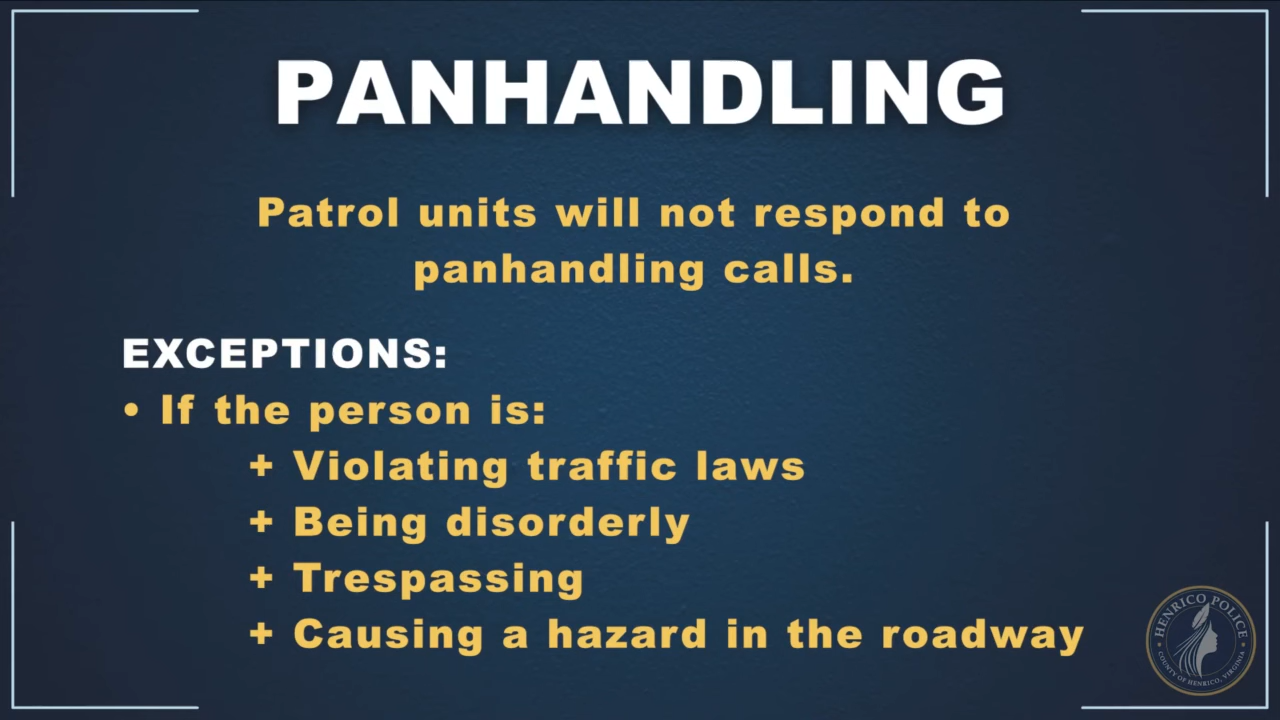 PANHANDLING
Patrol units will not respond to
panhandling calls.
EXCEPTIONS:
• If the person is:
+ Violating traffic laws
+ Being disorderly
+ Trespassing
+ Causing a hazard in the roadway
HENRICO POLICE
COUNTY OF HENRICO, VIRGINIA